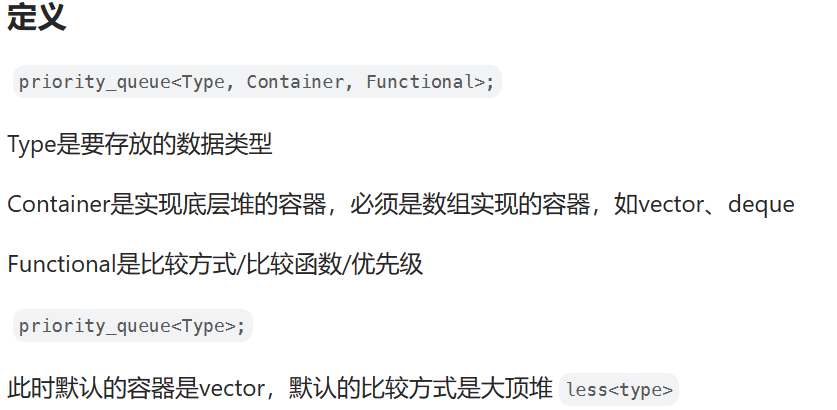 定义
priority_queue<Type, Container, Functional>;
Type是要存放的数据类型
Container是实现底层堆的容器，必须是数组实现的容器，如vector、deque
Functional是比较方式/比较函数/优先级
priority_queue<Type>;
此时默认的容器是vector，默认的比较方式是大顶堆 less<type>